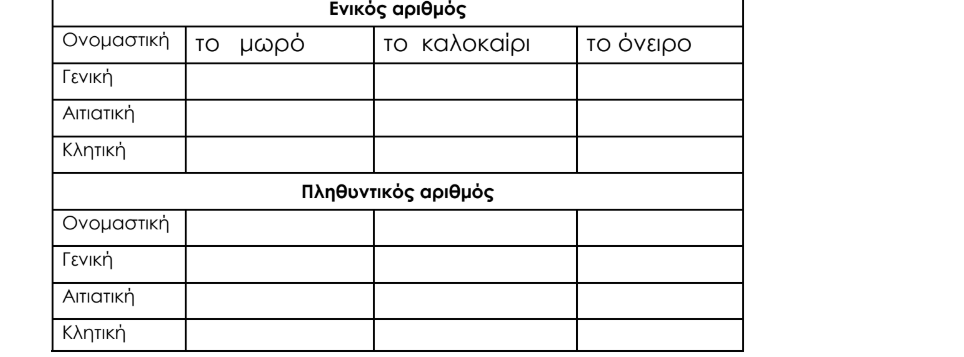 Ενικός αριθμός
Ονομαστική το μωρό το καλοκαίρι το όνειρο
Γενική
Αιτιατική
Κλητική
Πληθυντικός αριθμός
Ονομαστική
Γενική
Αιτιατική
Κλητική